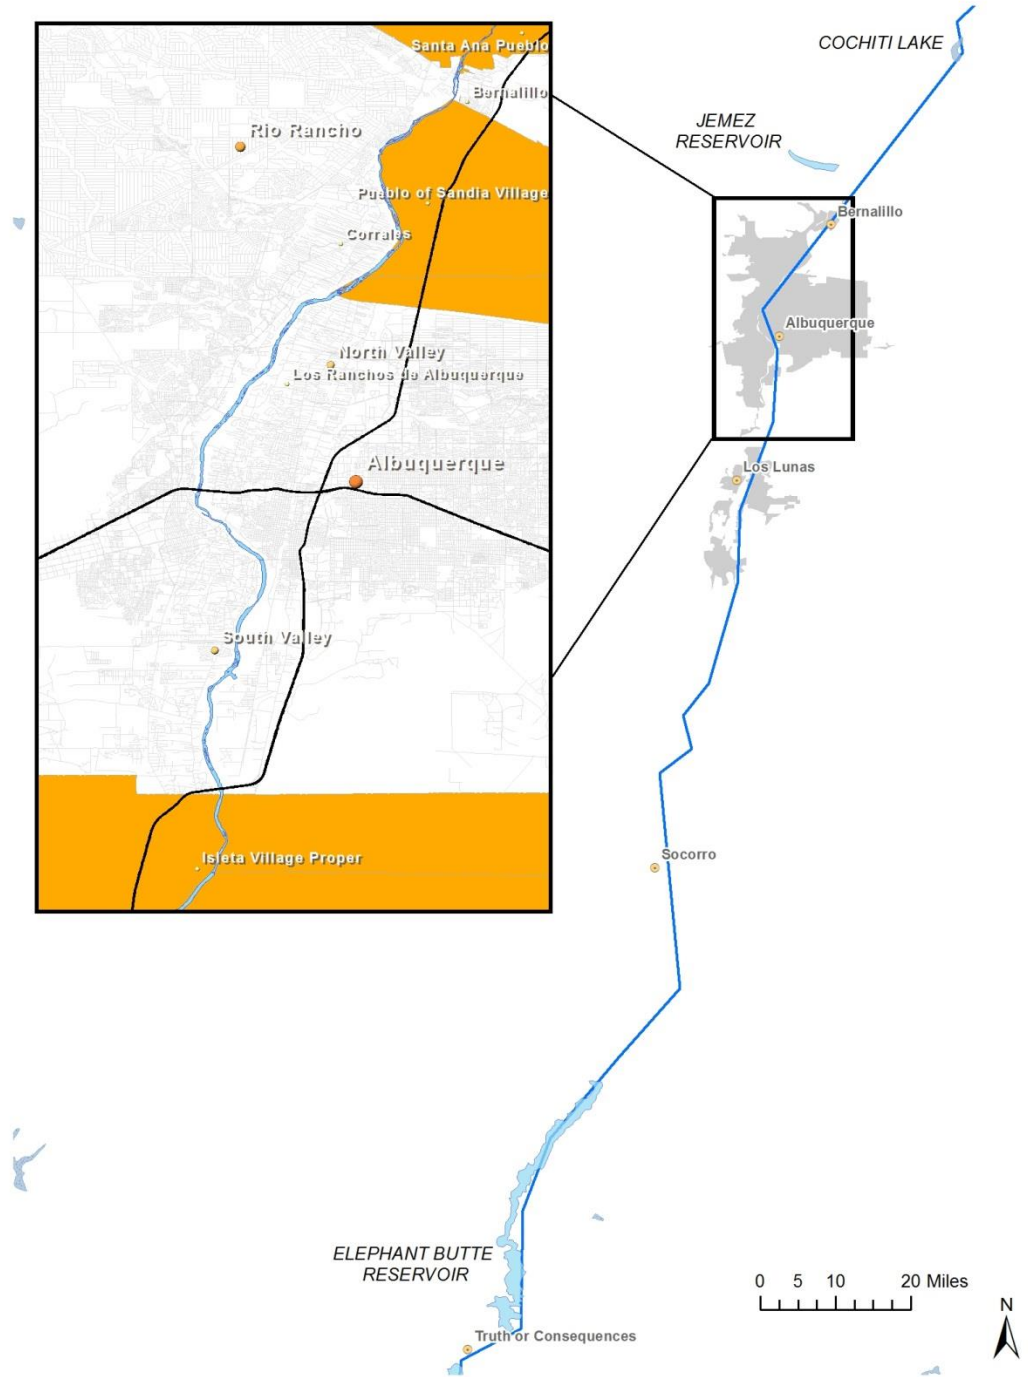 Santa Ana Pueblo
Bernalillo
Rio Rancho
Pueblo of Sandia Village
Corrales
North Valley
Los Ranchos de Albuquerque
Albuquerque
South Valley
Isleta Village Proper
COCHITI LAKE
JEMEZ
RESERVOIR
Bernalillo
Albuquerque
Los Lunas
Socorro
ELEPHANT BUTTE
RESERVOIR
Truth or Consequences
0 5 10 20 Miles
N